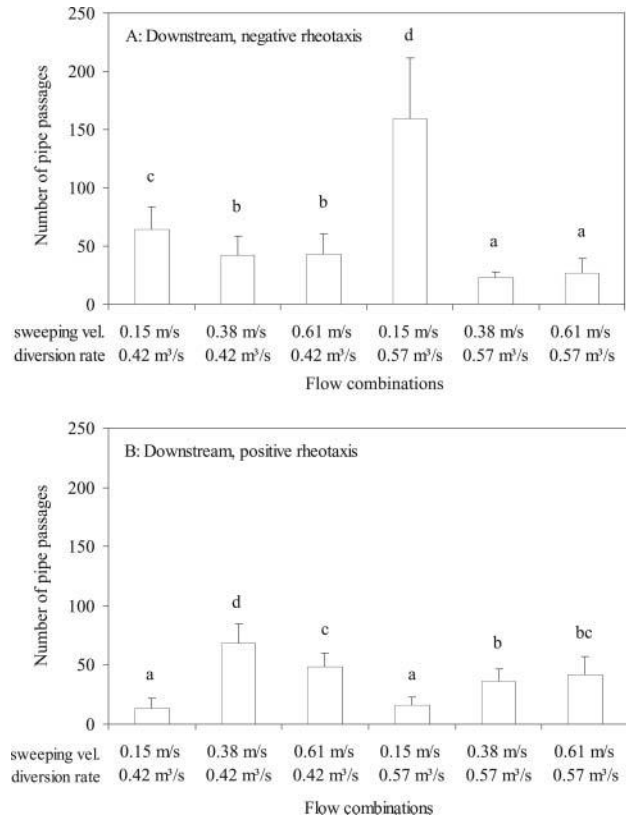 A: Downstream, negative rheotaxis
Number of pipe passages
250
200
150
100
50
0
c
b
b
d
a
a
sweeping vel. 0.15 m/s 0.38 m/s 0.61 m/s 0.15 m/s 0.38 m/s 0.61 m/s
diversion rate 0.42 m³/s 0.42 m³/s 0.42 m³/s 0.57 m³/s 0.57 m³/s 0.57 m³/s
Flow combinations
B: Downstream, positive rheotaxis
Number of pipe passages
250
200
150
100
50
0
a
d
c
a
b
bc
sweeping vel. 0.15 m/s 0.38 m/s 0.61 m/s 0.15 m/s 0.38 m/s 0.61 m/s
diversion rate 0.42 m³/s 0.42 m³/s 0.42 m³/s 0.57 m³/s 0.57 m³/s 0.57 m³/s
Flow combinations